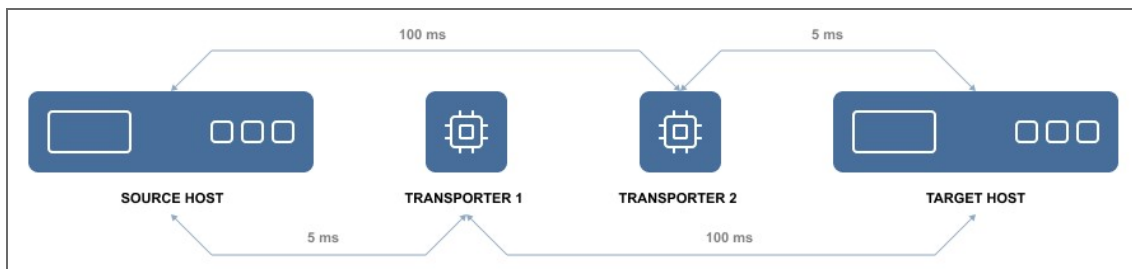 100 ms
5 ms
SOURCE HOST
TRANSPORTER 1
TRANSPORTER 2
TARGET HOST
5 ms
100 ms